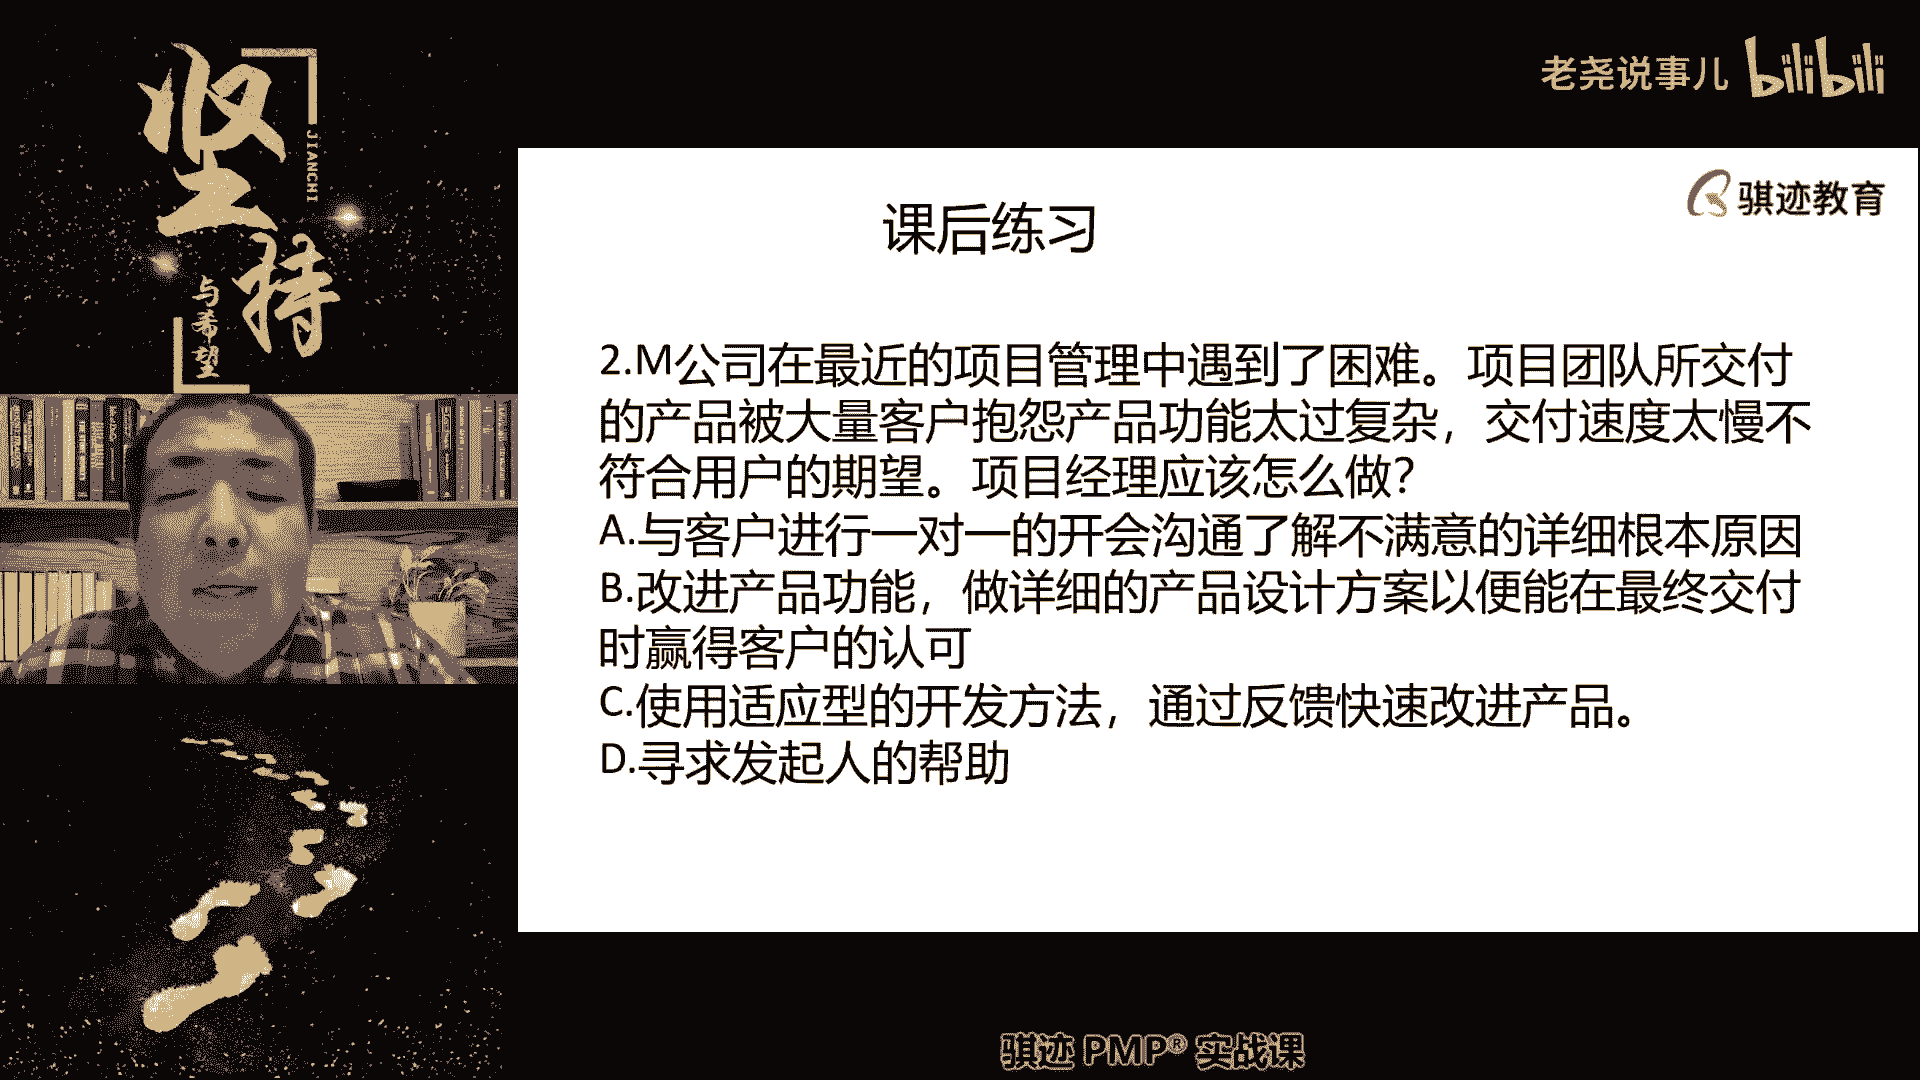 坚持
JIANCHI
与希望
老尧说事儿 bilibili
骐迹教育
课后练习
2.M公司在最近的项目管理中遇到了困难。项目团队所交付
的产品被大量客户抱怨产品功能太过复杂，交付速度太慢不
符合用户的期望。项目经理应该怎么做？
A.与客户进行一对一的开会沟通了解不满意的详细根本原因
B.改进产品功能，做详细的产品设计方案以便能在最终交付
时赢得客户的认可
C.使用适应型的开发方法，通过反馈快速改进产品。
D.寻求发起人的帮助
骐迹 PMP® 实战课